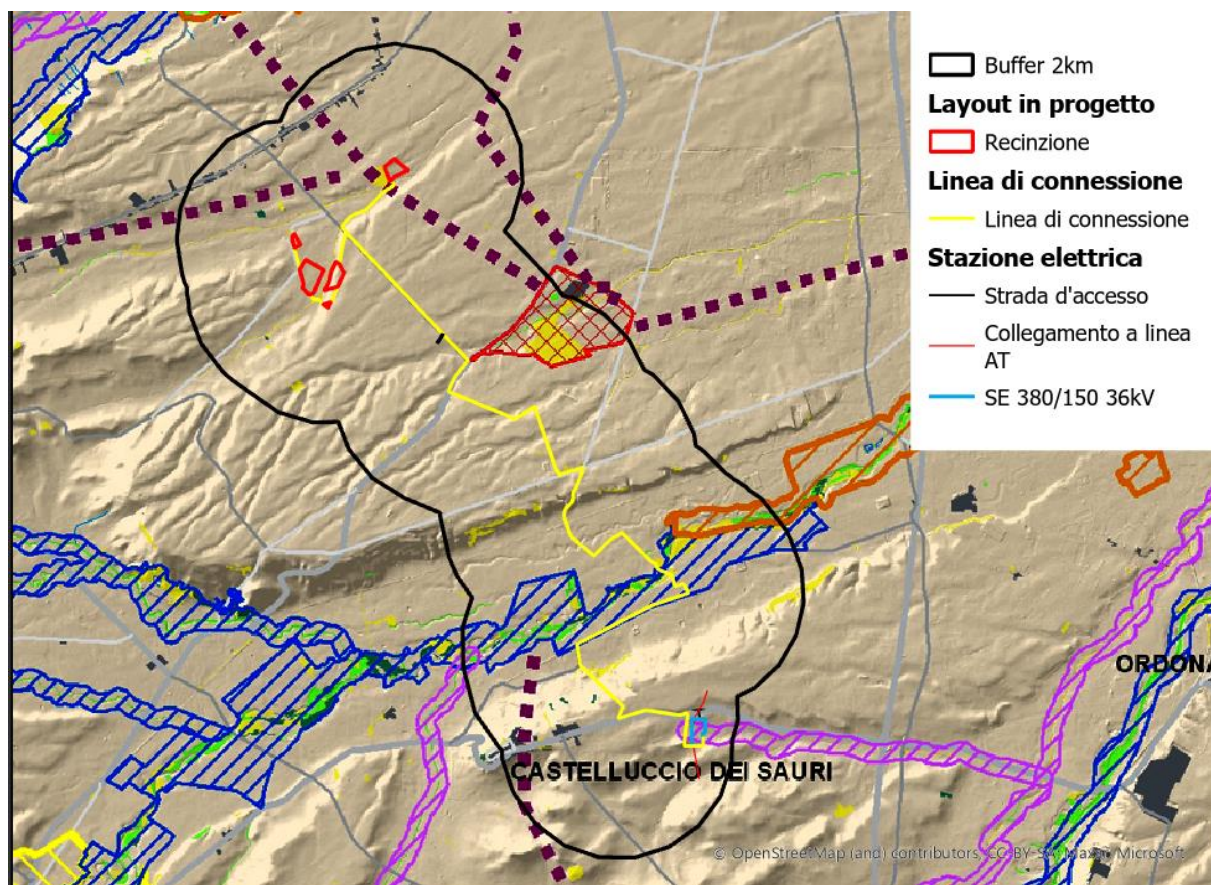 Buffer 2km
Layout in progetto
Recinzione
Linea di connessione
Linea di connessione
Stazione elettrica
Strada d'accesso
Collegamento a linea
AT
SE 380/150 36kV
ORDONA
CASTELLUCCIO DEI SAURI
© OpenStreetMap (and) contributors, CC-BY-SA, Maxar, Microsoft